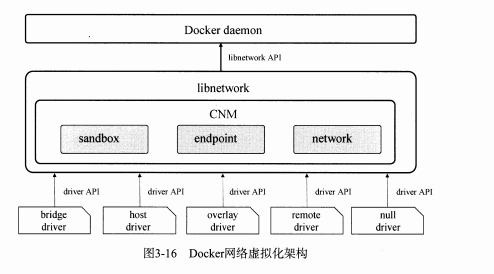 Docker daemon
libnetwork API
libnetwork
CNM
sandbox endpoint network
driver API driver API driver API driver API driver API
bridge driver
host driver
overlay driver
remote driver
null driver
图3-16 Docker网络虚拟化架构